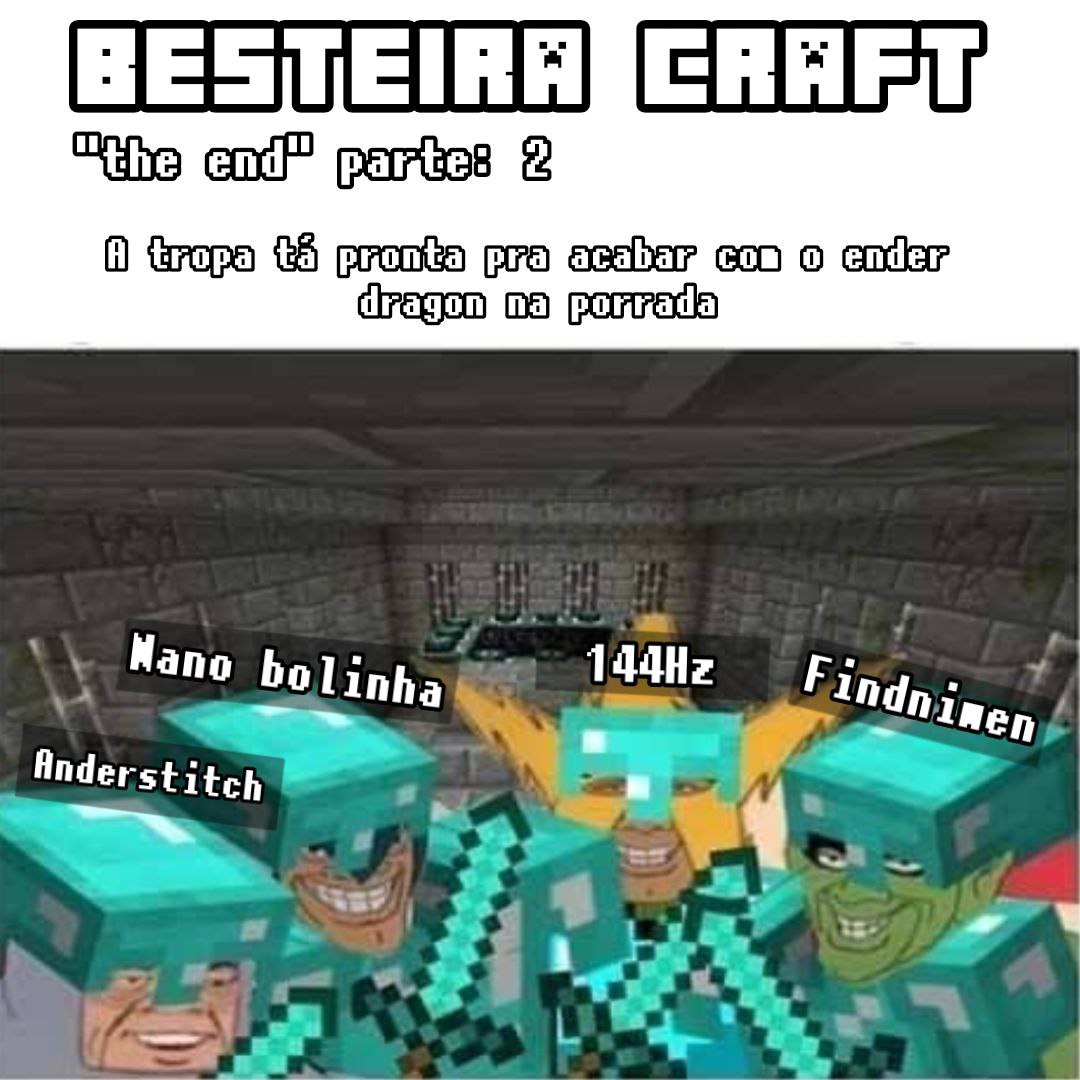 BESTEIRA CRAFT
"the end" parte: 2
A tropa tá pronta pra acabar com o ender
dragon na porrada
Mano bolinha
144Hz
Findnimen
Anderstitch